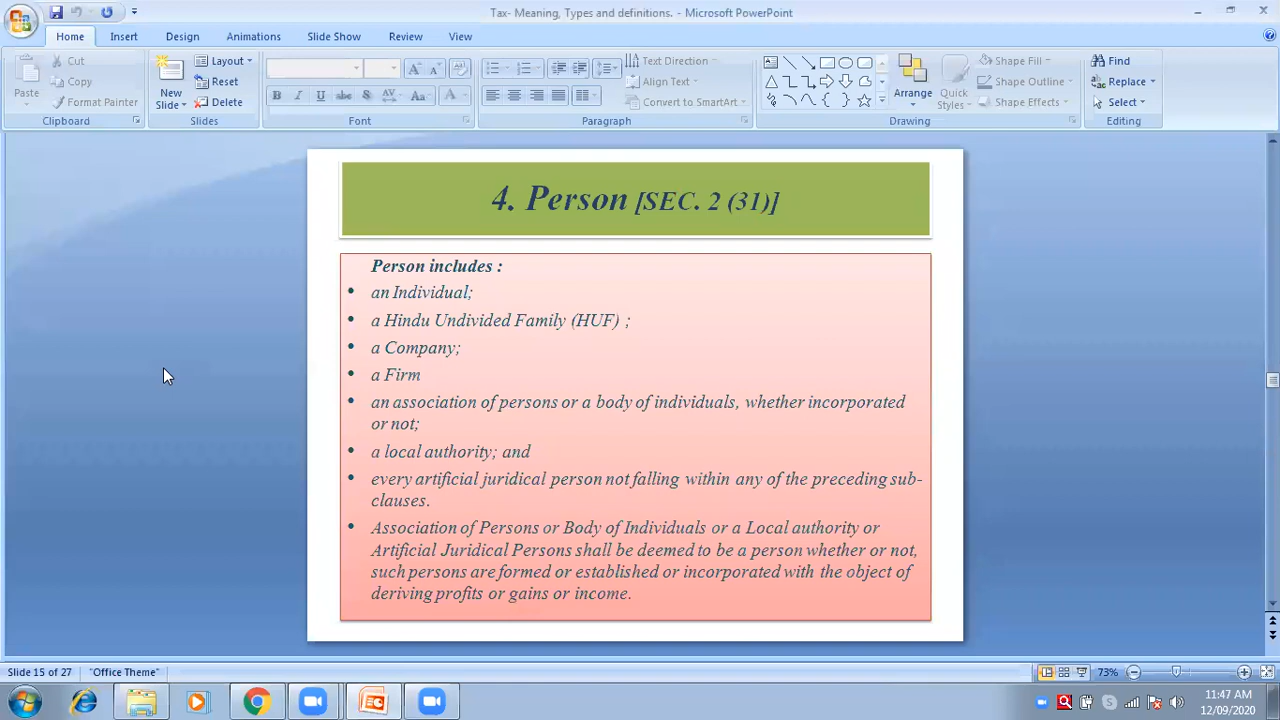 Tax- Meaning, Types and definitions. - Microsoft PowerPoint
Home Insert Design Animations Slide Show Review View
Paste
Cut
Copy
Format Painter
Clipboard
New Slide
Layout
Reset
Delete
Slides
Font
Text Direction
Align Text
Convert to SmartArt
Paragraph
Arrange
Quick Styles
Shape Fill
Shape Outline
Shape Effects
Drawing
Find
Replace
Select
Editing
4. Person [SEC. 2 (31)]
Person includes :
• an Individual;
• a Hindu Undivided Family (HUF) ;
• a Company;
• a Firm
• an association of persons or a body of individuals, whether incorporated
or not;
• a local authority; and
• every artificial juridical person not falling within any of the preceding sub-
clauses.
• Association of Persons or Body of Individuals or a Local authority or
Artificial Juridical Persons shall be deemed to be a person whether or not,
such persons are formed or established or incorporated with the object of
deriving profits or gains or income.
Slide 15 of 27 "Office Theme" 73%
11:47 AM
12/09/2020